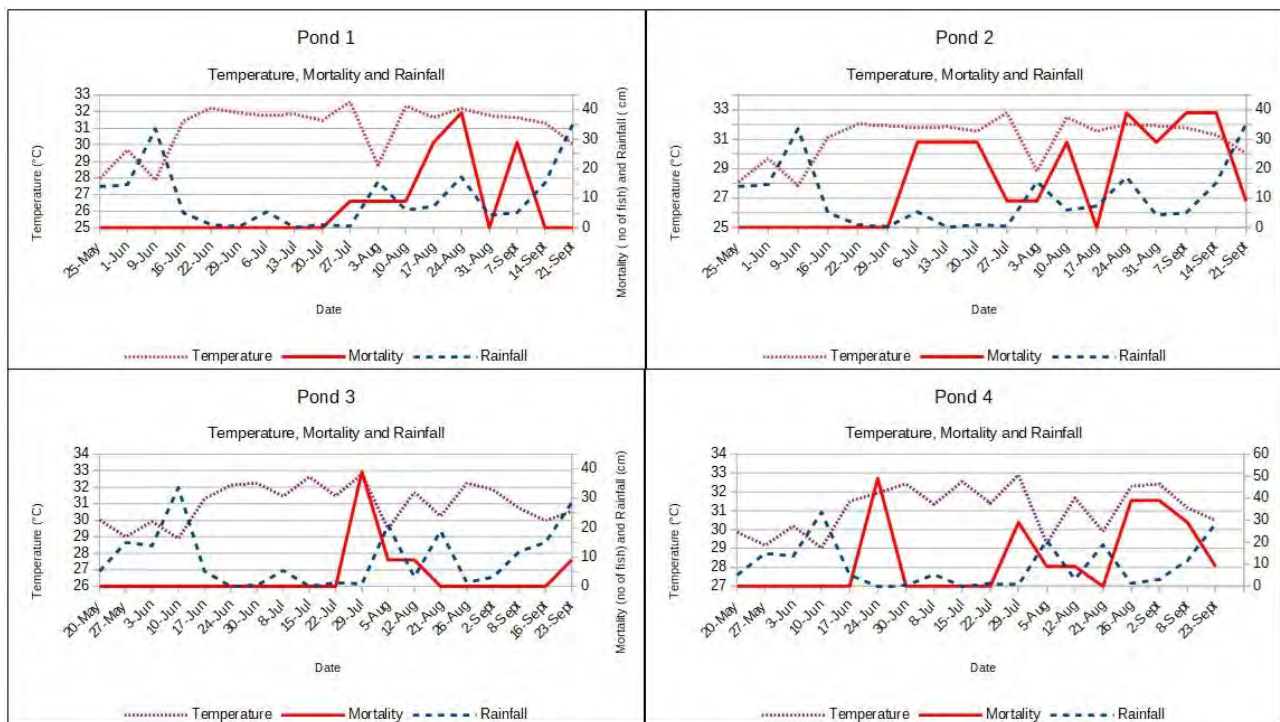 Pond 1
Temperature, Mortality and Rainfall
33
32
31
30
29
28
27
26
25
40
30
20
10
0
Temperature (°C)
Mortality ( no of fish) and Rainfall ( cm)
25-May
1-Jun
9-Jun
16-Jun
22-Jun
29-Jun
6-Jul
13-Jul
20-Jul
27-Jul
3-Aug
10-Aug
17-Aug
24-Aug
31-Aug
7-Sept
14-Sept
21-Sept
Date
Temperature Mortality Rainfall
Pond 2
Temperature, Mortality and Rainfall
33
31
29
27
25
40
30
20
10
0
Temperature (°C)
25-May
1-Jun
9-Jun
16-Jun
22-Jun
29-Jun
6-Jul
13-Jul
20-Jul
27-Jul
3-Aug
10-Aug
17-Aug
24-Aug
31-Aug
7-Sept
14-Sept
21-Sept
Date
Temperature Mortality Rainfall
Pond 3
Temperature, Mortality and Rainfall
34
33
32
31
30
29
28
27
26
40
30
20
10
0
Temperature (°C)
Mortality (no of fish) and Rainfall (cm)
20-May
27-May
3-Jun
10-Jun
17-Jun
24-Jun
30-Jun
8-Jul
15-Jul
22-Jul
29-Jul
5-Aug
12-Aug
21-Aug
26-Aug
2-Sept
8-Sept
16-Sept
23-Sept
Date
Temperature Mortality Rainfall
Pond 4
Temperature, Mortality and Rainfall
34
33
32
31
30
29
28
27
60
50
40
30
20
10
0
Temperature (°C)
20-May
27-May
3-Jun
10-Jun
17-Jun
24-Jun
30-Jun
8-Jul
15-Jul
22-Jul
29-Jul
5-Aug
12-Aug
21-Aug
26-Aug
2-Sept
8-Sept
23-Sept
Date
Temperature Mortality Rainfall